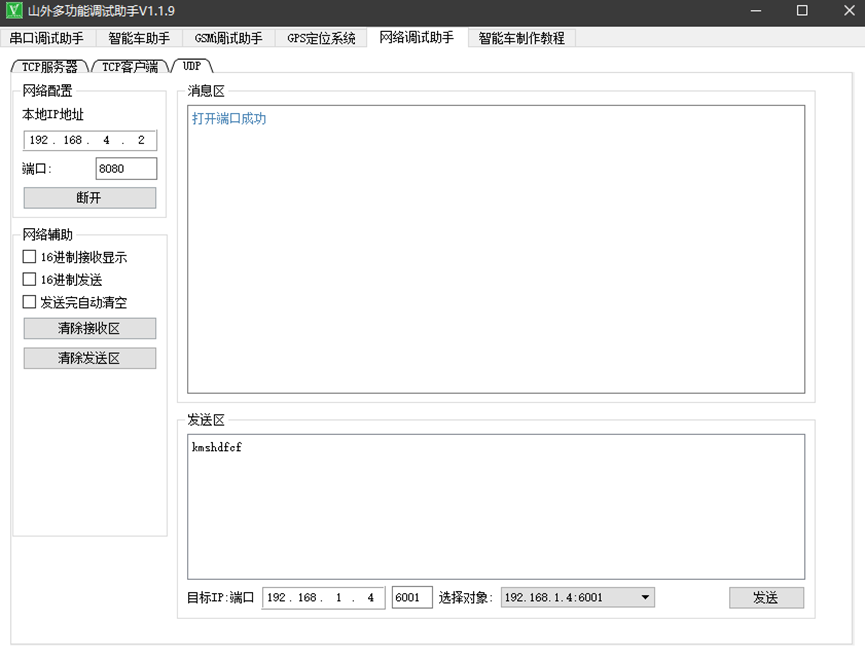 山外多功能调试助手V1.1.9
串口调试助手 智能车助手 GSM调试助手 GPS定位系统 网络调试助手 智能车制作教程
TCP服务器 TCP客户端 UDP
网络配置
本地IP地址
192 . 168 . 4 . 2
端口: 8080
断开
网络辅助
16进制接收显示
16进制发送
发送完自动清空
清除接收区
清除发送区
消息区
打开端口成功
发送区
kmshdfcf
目标IP:端口 192 . 168 . 1 . 4 6001 选择对象: 192.168.1.4:6001 发送